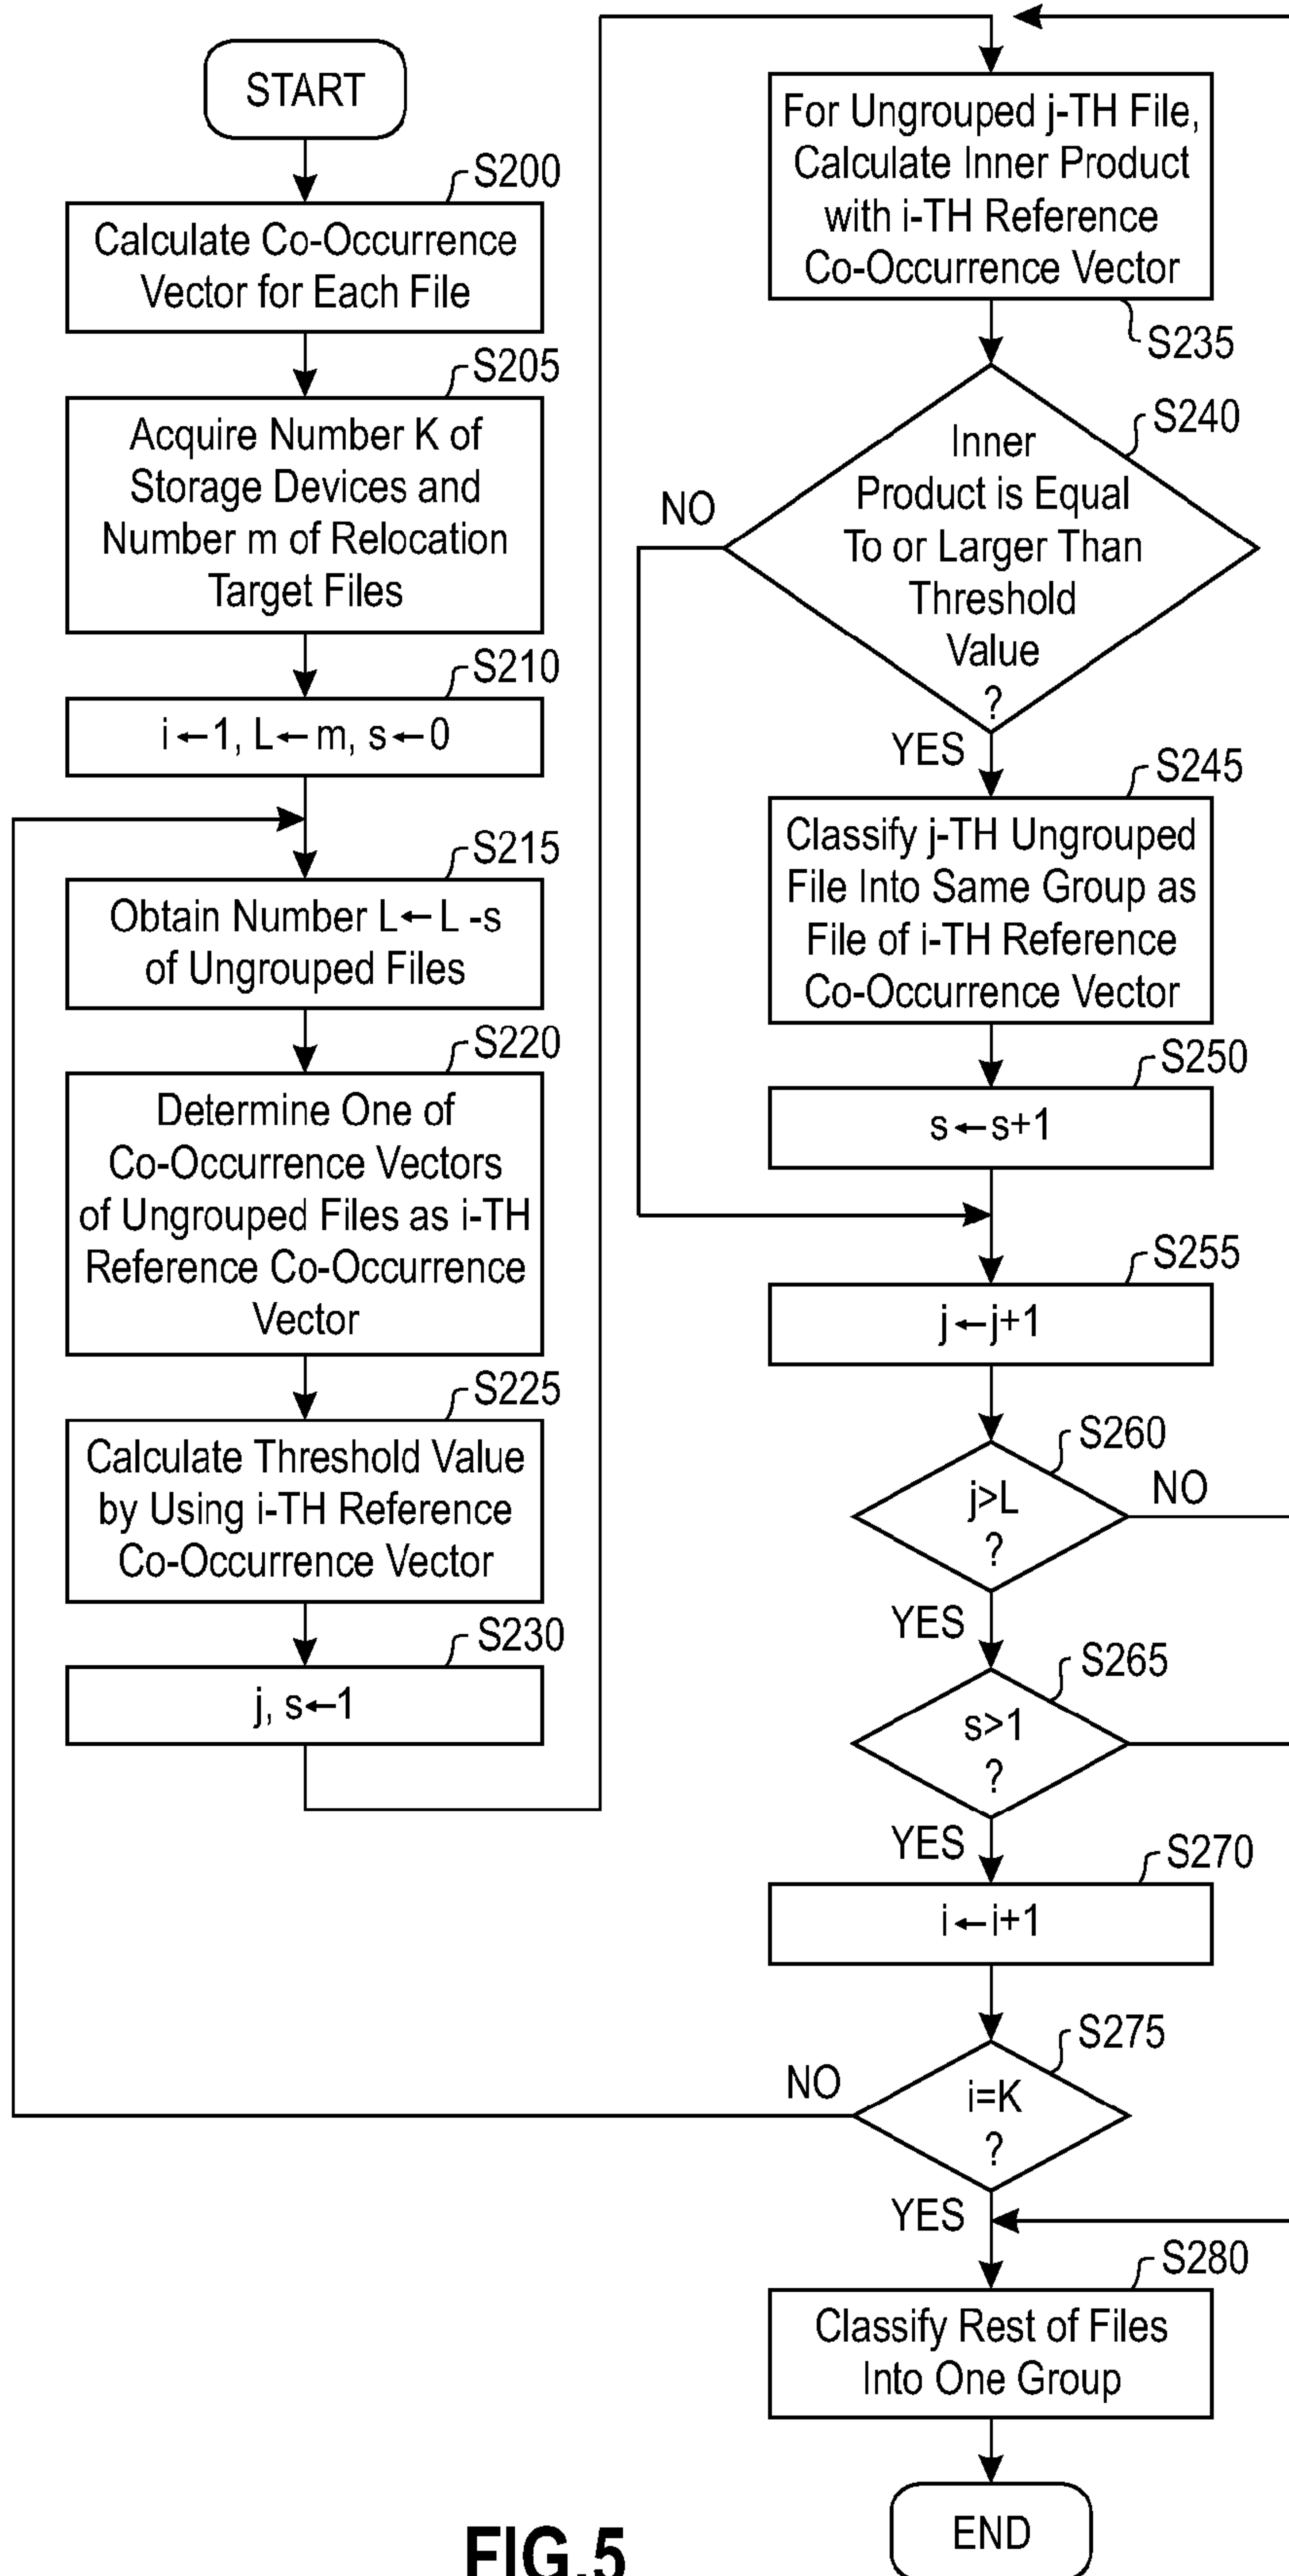 START
S200
Calculate Co-Occurrence
Vector for Each File
S205
Acquire Number K of
Storage Devices and
Number m of Relocation
Target Files
S210
i←1, L←m, s←0
S215
Obtain Number L←L -s
of Ungrouped Files
S220
Determine One of
Co-Occurrence Vectors
of Ungrouped Files as i-TH
Reference Co-Occurrence
Vector
S225
Calculate Threshold Value
by Using i-TH Reference
Co-Occurrence Vector
S230
j, s←1
For Ungrouped j-TH File,
Calculate Inner Product
with i-TH Reference
Co-Occurrence Vector
S235
S240
Inner
Product is Equal
To or Larger Than
Threshold
Value
?
NO
YES
S245
Classify j-TH Ungrouped
File Into Same Group as
File of i-TH Reference
Co-Occurrence Vector
S250
s←s+1
S255
j←j+1
S260
j>L
?
NO
YES
S265
s>1
?
YES
S270
i←i+1
S275
i=K
?
NO
YES
S280
Classify Rest of Files
Into One Group
END
FIG.5